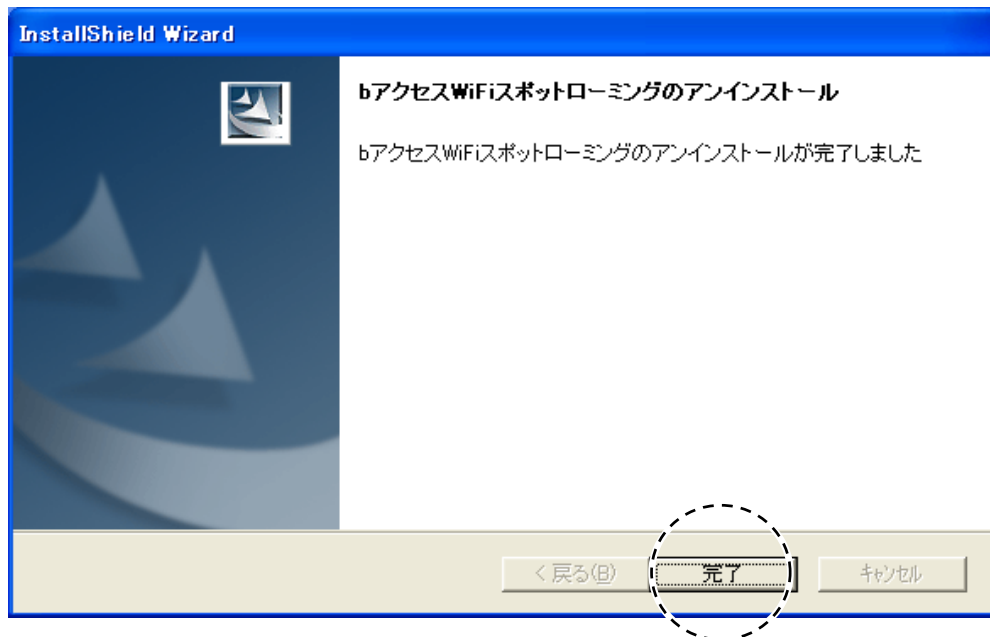 InstallShield Wizard
bアクセスWiFiスポットローミングのアンインストール
bアクセスWiFiスポットローミングのアンインストールが完了しました
< 戻る(B)
完了
キャンセル